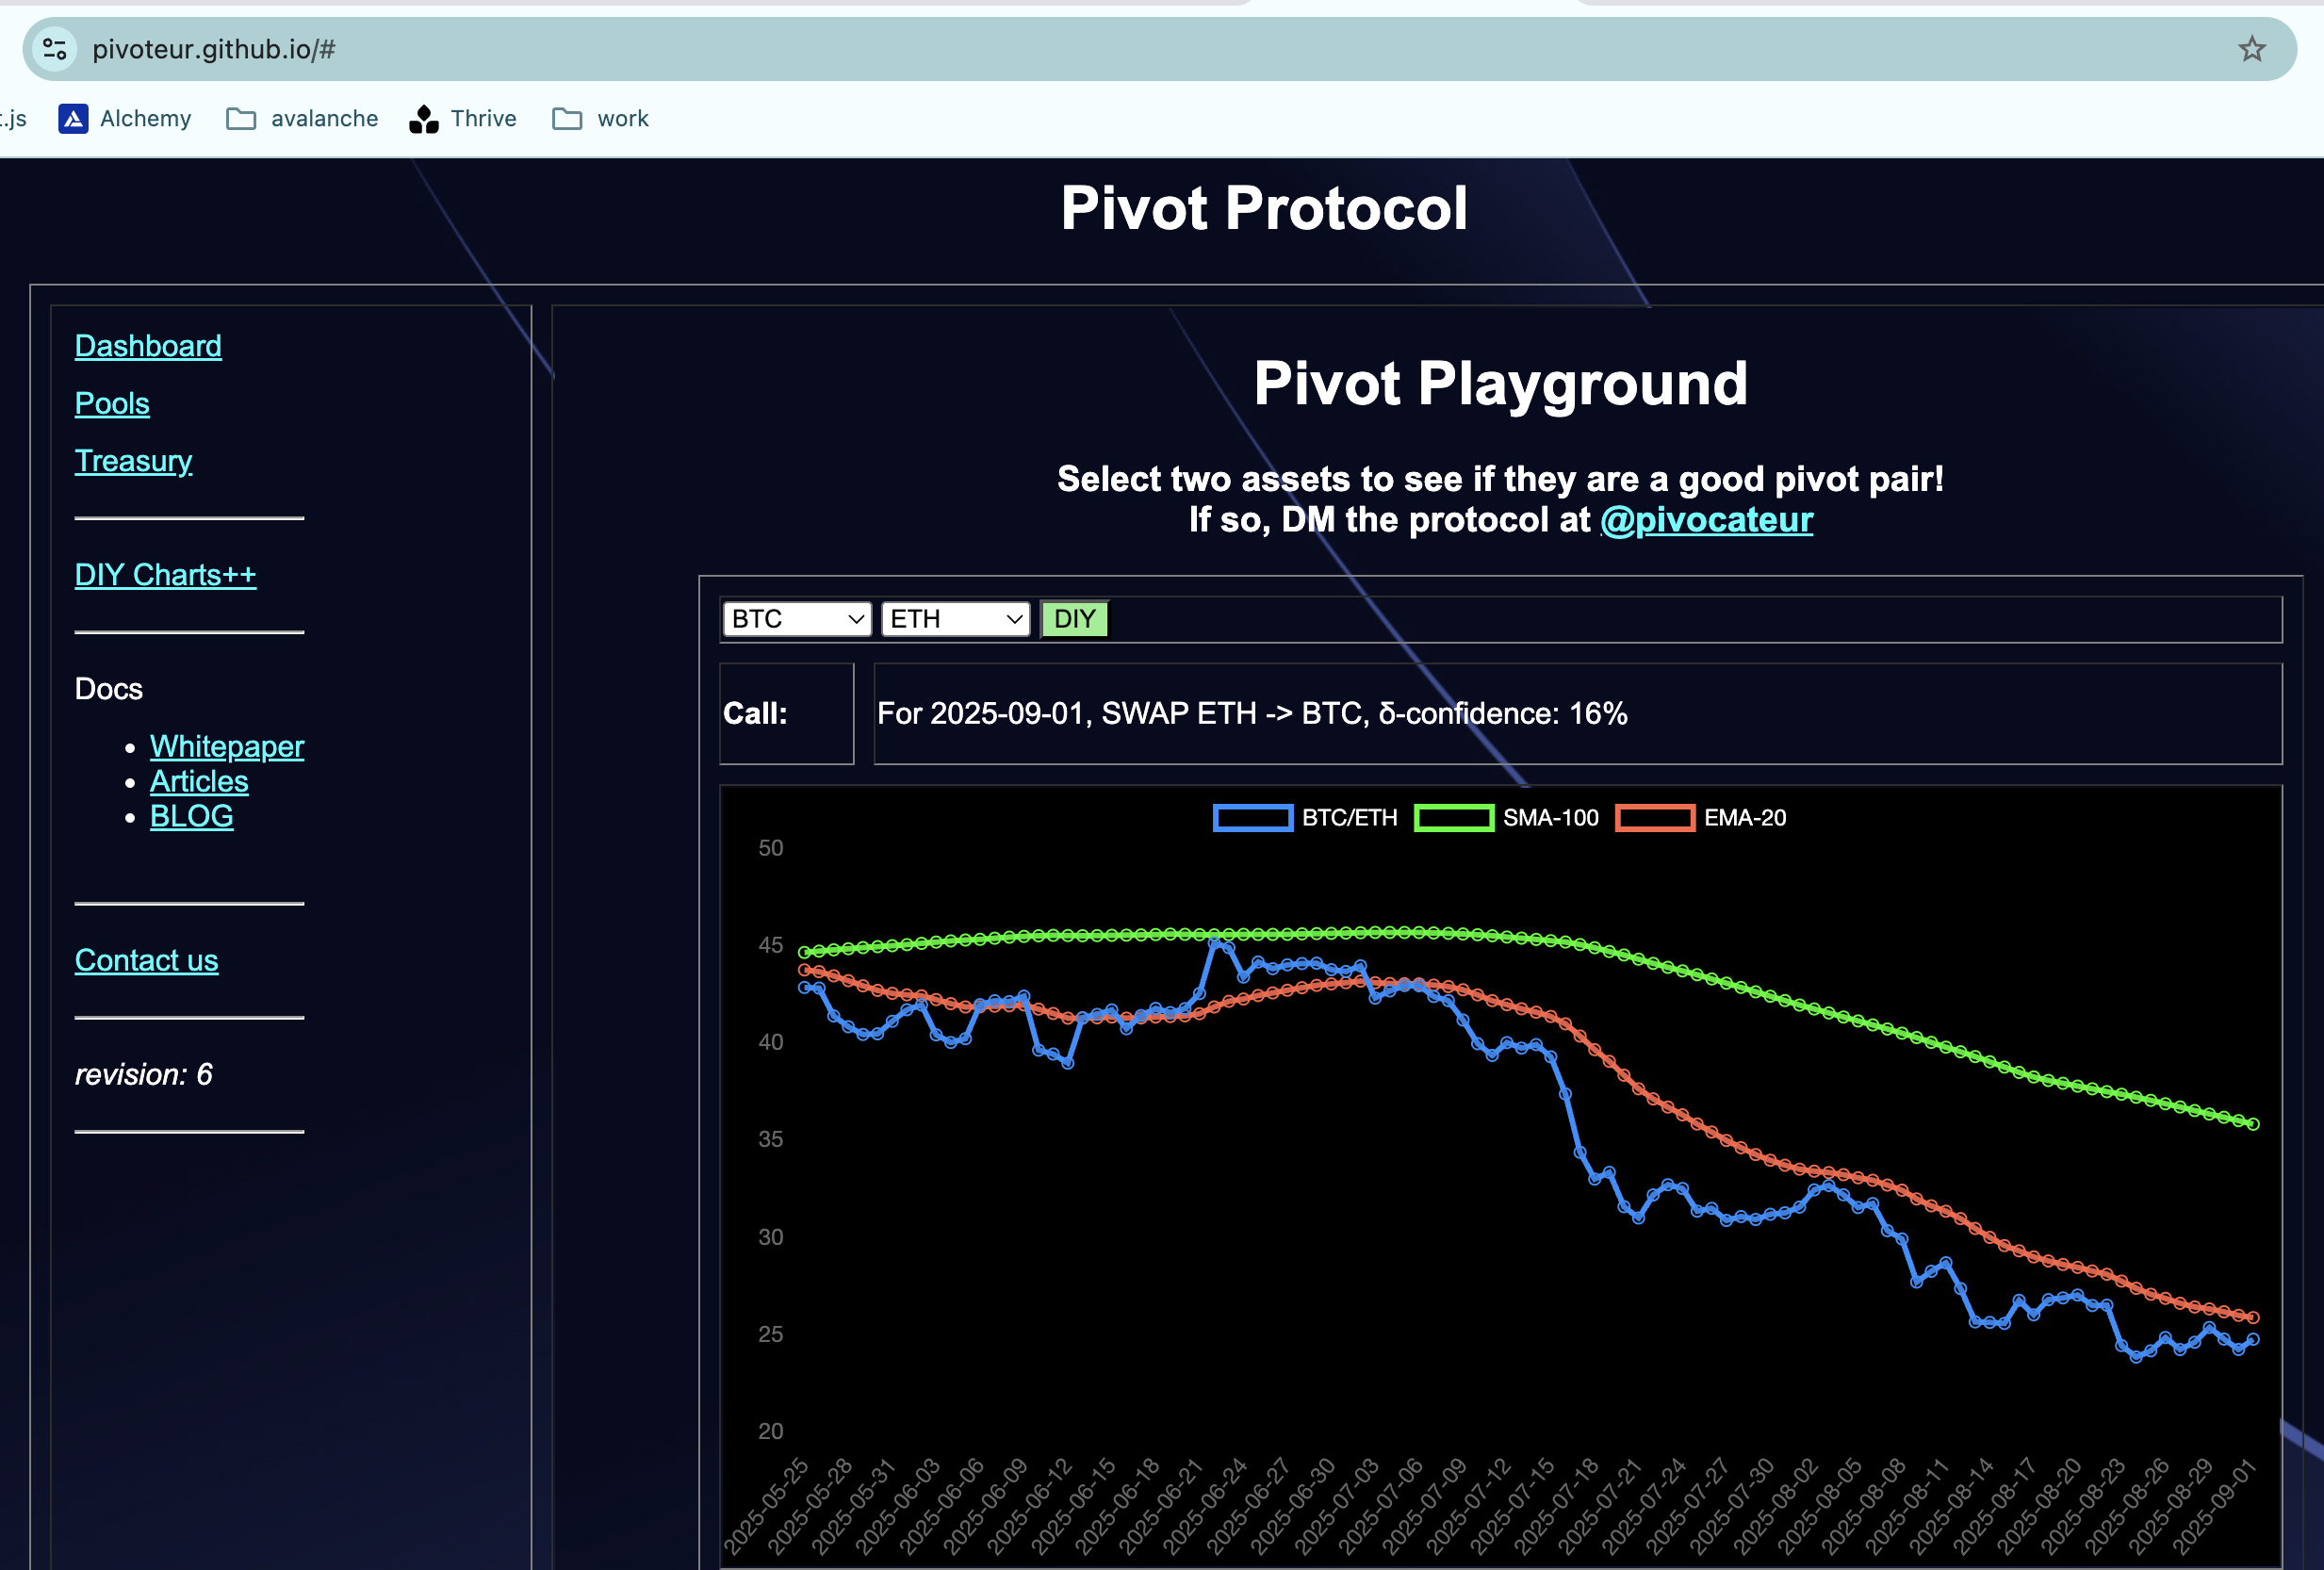 pivoteur.github.io/#
t.js Alchemy avalanche Thrive work
Pivot Protocol
Dashboard
Pools
Treasury
DIY Charts++
Docs
Whitepaper
Articles
BLOG
Contact us
revision: 6
Pivot Playground
Select two assets to see if they are a good pivot pair!
If so, DM the protocol at @pivocateur
BTC ETH DIY
Call: For 2025-09-01, SWAP ETH -> BTC, δ-confidence: 16%
BTC/ETH SMA-100 EMA-20
50
45
40
35
30
25
20
2025-05-25 2025-05-28 2025-05-31 2025-06-03 2025-06-06 2025-06-09 2025-06-12 2025-06-15 2025-06-18 2025-06-21 2025-06-24 2025-06-27 2025-06-30 2025-07-03 2025-07-06 2025-07-09 2025-07-12 2025-07-15 2025-07-18 2025-07-21 2025-07-24 2025-07-27 2025-07-30 2025-08-02 2025-08-05 2025-08-08 2025-08-11 2025-08-14 2025-08-17 2025-08-20 2025-08-23 2025-08-26 2025-08-29 2025-09-01